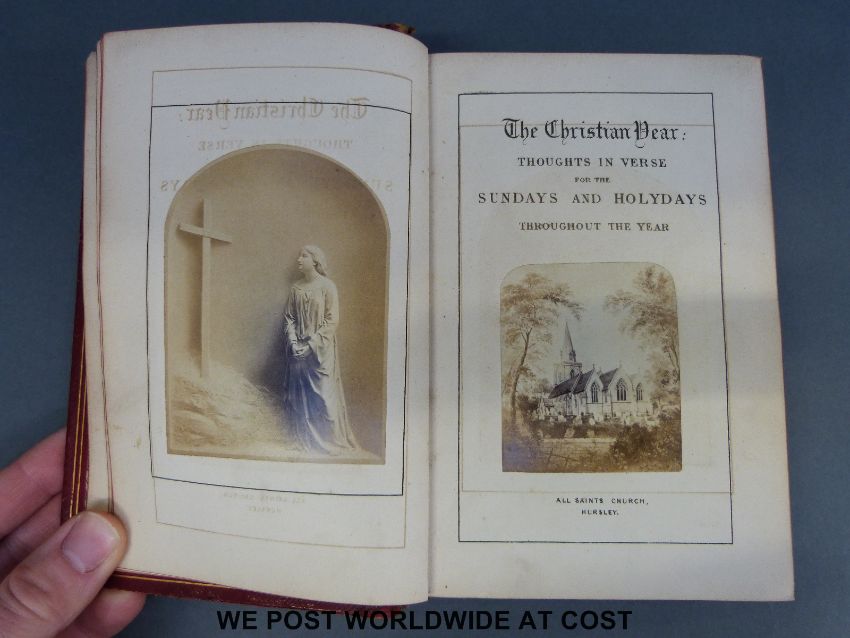 The Christian Year:
THOUGHTS IN VERSE
FOR THE
SUNDAYS AND HOLYDAYS
THROUGHOUT THE YEAR
ALL SAINTS CHURCH,
HURSLEY.
WE POST WORLDWIDE AT COST